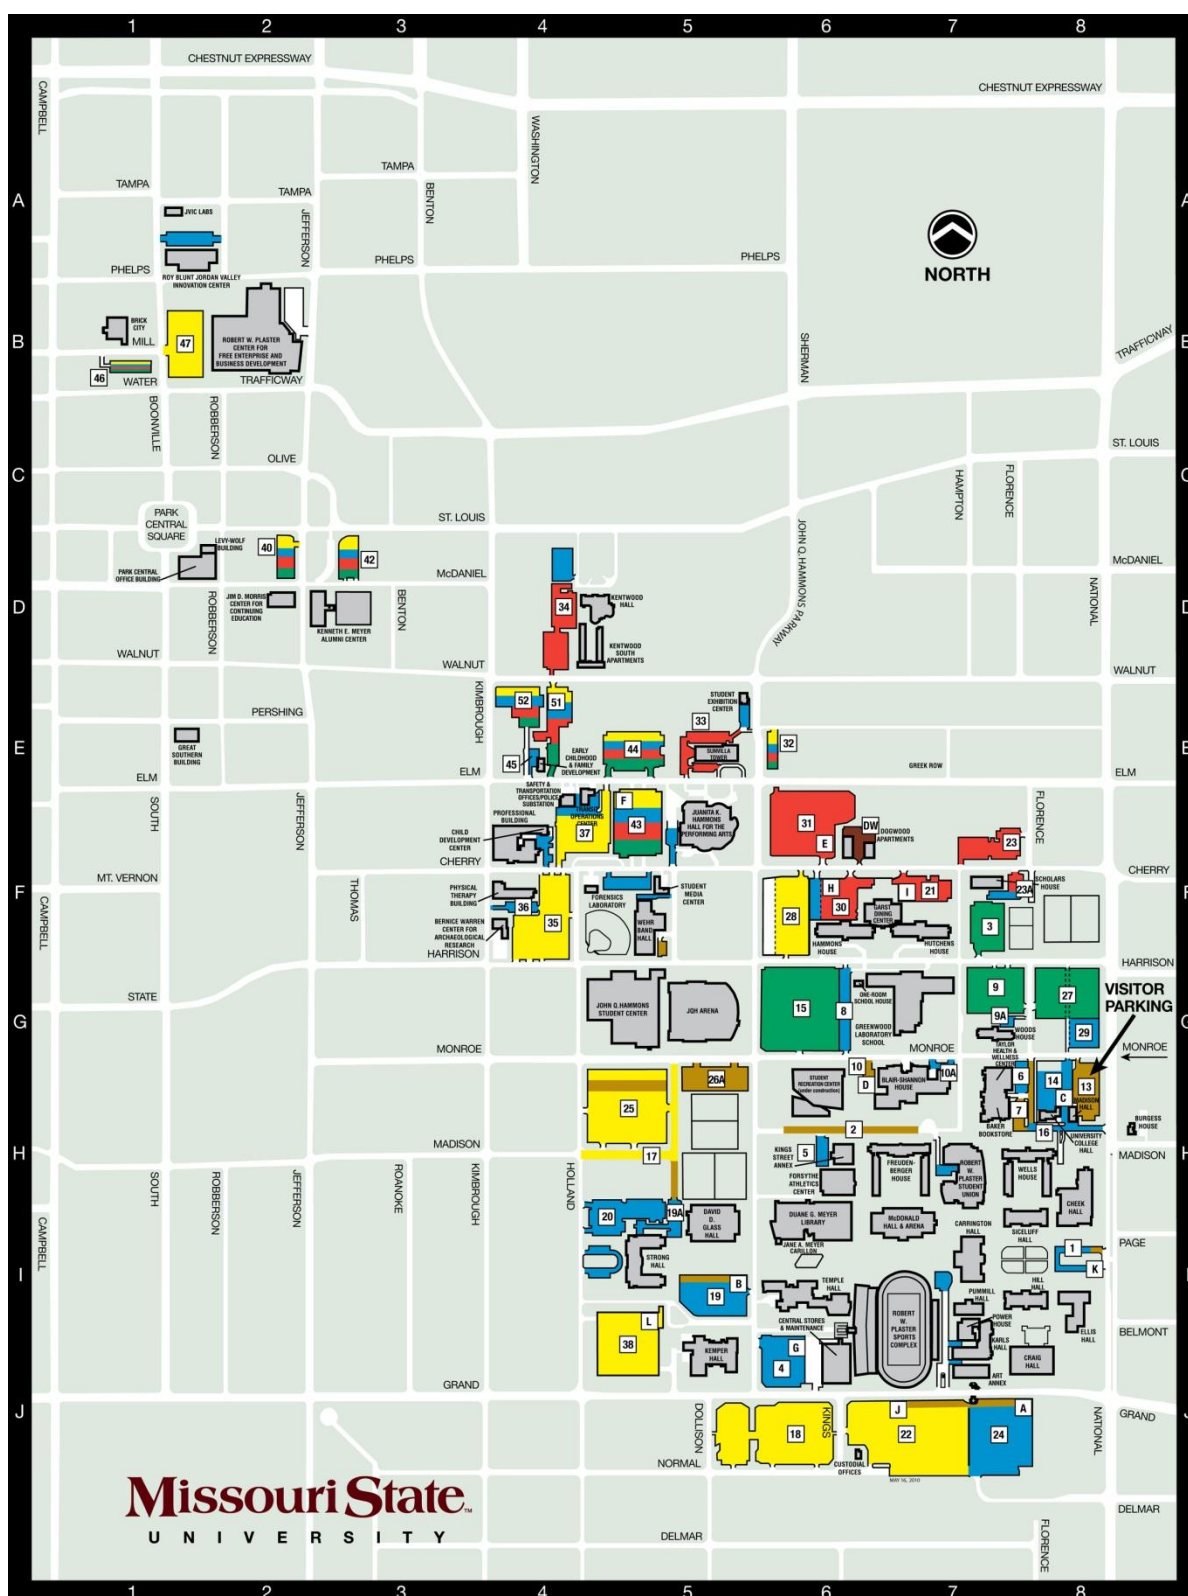 1 2 3 4 5 6 7 8
CHESTNUT EXPRESSWAY
CHESTNUT EXPRESSWAY
CAMPBELL
WASHINGTON
TAMPA
BENTON
TAMPA
TAMPA
A
A
JVIC LABS
JEFFERSON
NORTH
PHELPS
PHELPS
PHELPS
ROY BLUNT JORDAN VALLEY
INNOVATION CENTER
BRICK
CITY
MILL
B
47
ROBERT W. PLASTER
CENTER FOR
FREE ENTERPRISE AND
BUSINESS DEVELOPMENT
SHERMAN
TRAFFICWAY
46
WATER
TRAFFICWAY
BOONVILLE
ROBBERSON
ST. LOUIS
OLIVE
C
HAMPTON
FLORENCE
PARK
CENTRAL
SQUARE
ST. LOUIS
JOHN Q. HAMMONS
PARKWAY
LEVY-WOLF
BUILDING
40
42
PARK CENTRAL
OFFICE BUILDING
McDANIEL
McDANIEL
D
D
ROBBERSON
JIM D. MORRIS
CENTER FOR
CONTINUING
EDUCATION
KENNETH E. MEYER
ALUMNI CENTER
BENTON
34
KENTWOOD
HALL
KENTWOOD
SOUTH
APARTMENTS
NATIONAL
WALNUT
WALNUT
WALNUT
KIMBROUGH
52
51
STUDENT
EXHIBITION
CENTER
PERSHING
33
E
E
GREAT
SOUTHERN
BUILDING
44
SUNVILLA
TOWER
32
45
EARLY
CHILDHOOD
& FAMILY
DEVELOPMENT
GREEK ROW
ELM
ELM
ELM
SAFETY &
TRANSPORTATION
OFFICES/POLICE
SUBSTATION
SOUTH
JEFFERSON
PROFESSIONAL
BUILDING
TRANSIT
OPERATIONS
CENTER
F
43
37
JUANITA K.
HAMMONS
HALL FOR THE
PERFORMING ARTS
31
E
DW
DOGWOOD
APARTMENTS
23
FLORENCE
CHILD
DEVELOPMENT
CENTER
CHERRY
CHERRY
MT. VERNON
F
THOMAS
PHYSICAL
THERAPY
BUILDING
36
35
FORENSICS
LABORATORY
STUDENT
MEDIA
CENTER
WEHR
BAND
HALL
28
H
30
I
21
GARST
DINING
CENTER
SCHOLARS
HOUSE
23A
3
CAMPBELL
BERNICE WARREN
CENTER FOR
ARCHAEOLOGICAL
RESEARCH
HARRISON
HAMMONS
HOUSE
HUTCHENS
HOUSE
HARRISON
STATE
JOHN Q. HAMMONS
STUDENT CENTER
JQH ARENA
15
8
ONE-ROOM
SCHOOL HOUSE
GREENWOOD
LABORATORY
SCHOOL
9
9A
27
29
VISITOR
PARKING
G
WOODS
HOUSE
MONROE
MONROE
MONROE
TAYLOR
HEALTH &
WELLNESS
CENTER
25
26A
STUDENT
RECREATION CENTER
(under construction)
10
D
BLAIR-SHANNON
HOUSE
10A
6
7
14
C
13
MADISON
HALL
BAKER
BOOKSTORE
16
UNIVERSITY
COLLEGE
HALL
BURGESS
HOUSE
2
MADISON
MADISON
H
17
5
KINGS
STREET
ANNEX
FORSYTHE
ATHLETICS
CENTER
FREUDEN-
BERGER
HOUSE
ROBERT
W.
PLASTER
STUDENT
UNION
WELLS
HOUSE
CHEEK
HALL
SOUTH
ROBBERSON
JEFFERSON
ROANOKE
KIMBROUGH
HOLLAND
20
19A
DAVID
D.
GLASS
HALL
DUANE G. MEYER
LIBRARY
McDONALD
HALL & ARENA
CARRINGTON
HALL
SICELUFF
HALL
CAMPBELL
JANE A. MEYER
CARILLON
PAGE
1
K
I
STRONG
HALL
B
19
TEMPLE
HALL
HILL
HALL
PUMMILL
HALL
ROBERT
W.
PLASTER
SPORTS
COMPLEX
POWER
HOUSE
L
38
CENTRAL STORES
& MAINTENANCE
KEMPER
HALL
G
4
KARLS
HALL
CRAIG
HALL
ELLIS
HALL
BELMONT
ART
ANNEX
GRAND
GRAND
J
DOLLISON
18
KINGS
J
22
A
24
NATIONAL
NORMAL
CUSTODIAL
OFFICES
MAY 16, 2010
Missouri State™
UNIVERSITY
DELMAR
DELMAR
FLORENCE
1 2 3 4 5 6 7 8